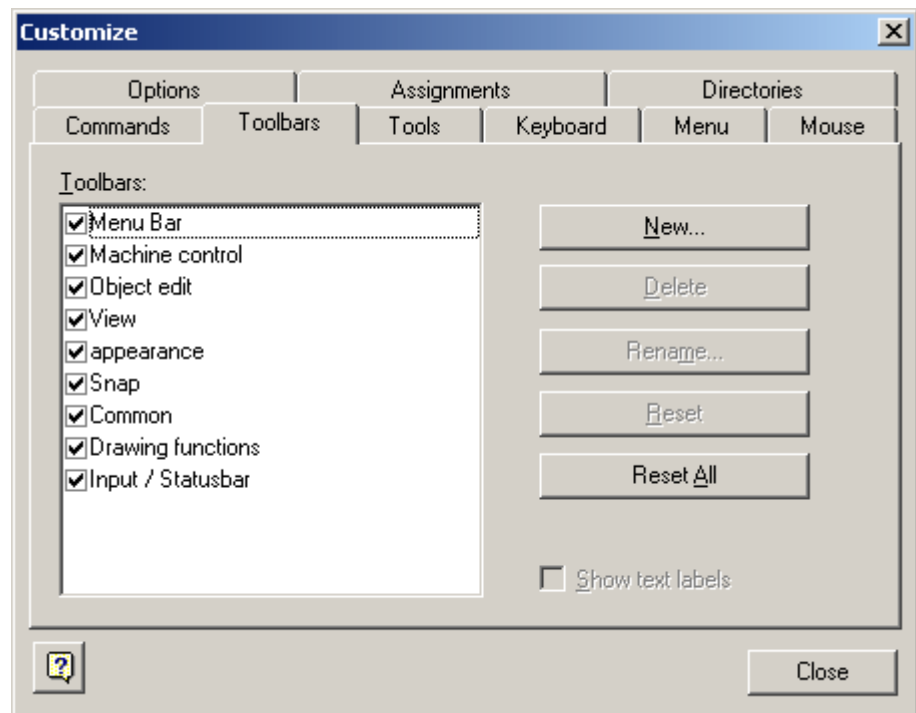 Customize
Options Assignments Directories
Commands Toolbars Tools Keyboard Menu Mouse
Toolbars:
Menu Bar
Machine control
Object edit
View
appearance
Snap
Common
Drawing functions
Input / Statusbar
New...
Delete
Rename...
Reset
Reset All
Show text labels
Close